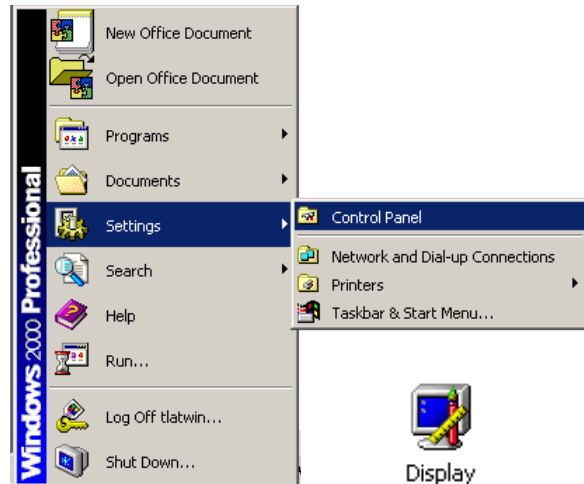 New Office Document
Open Office Document
Programs
Documents
Settings
Search
Help
Run...
Log Off tlatwin...
Shut Down...
Windows 2000 Professional
Control Panel
Network and Dial-up Connections
Printers
Taskbar & Start Menu...
Display